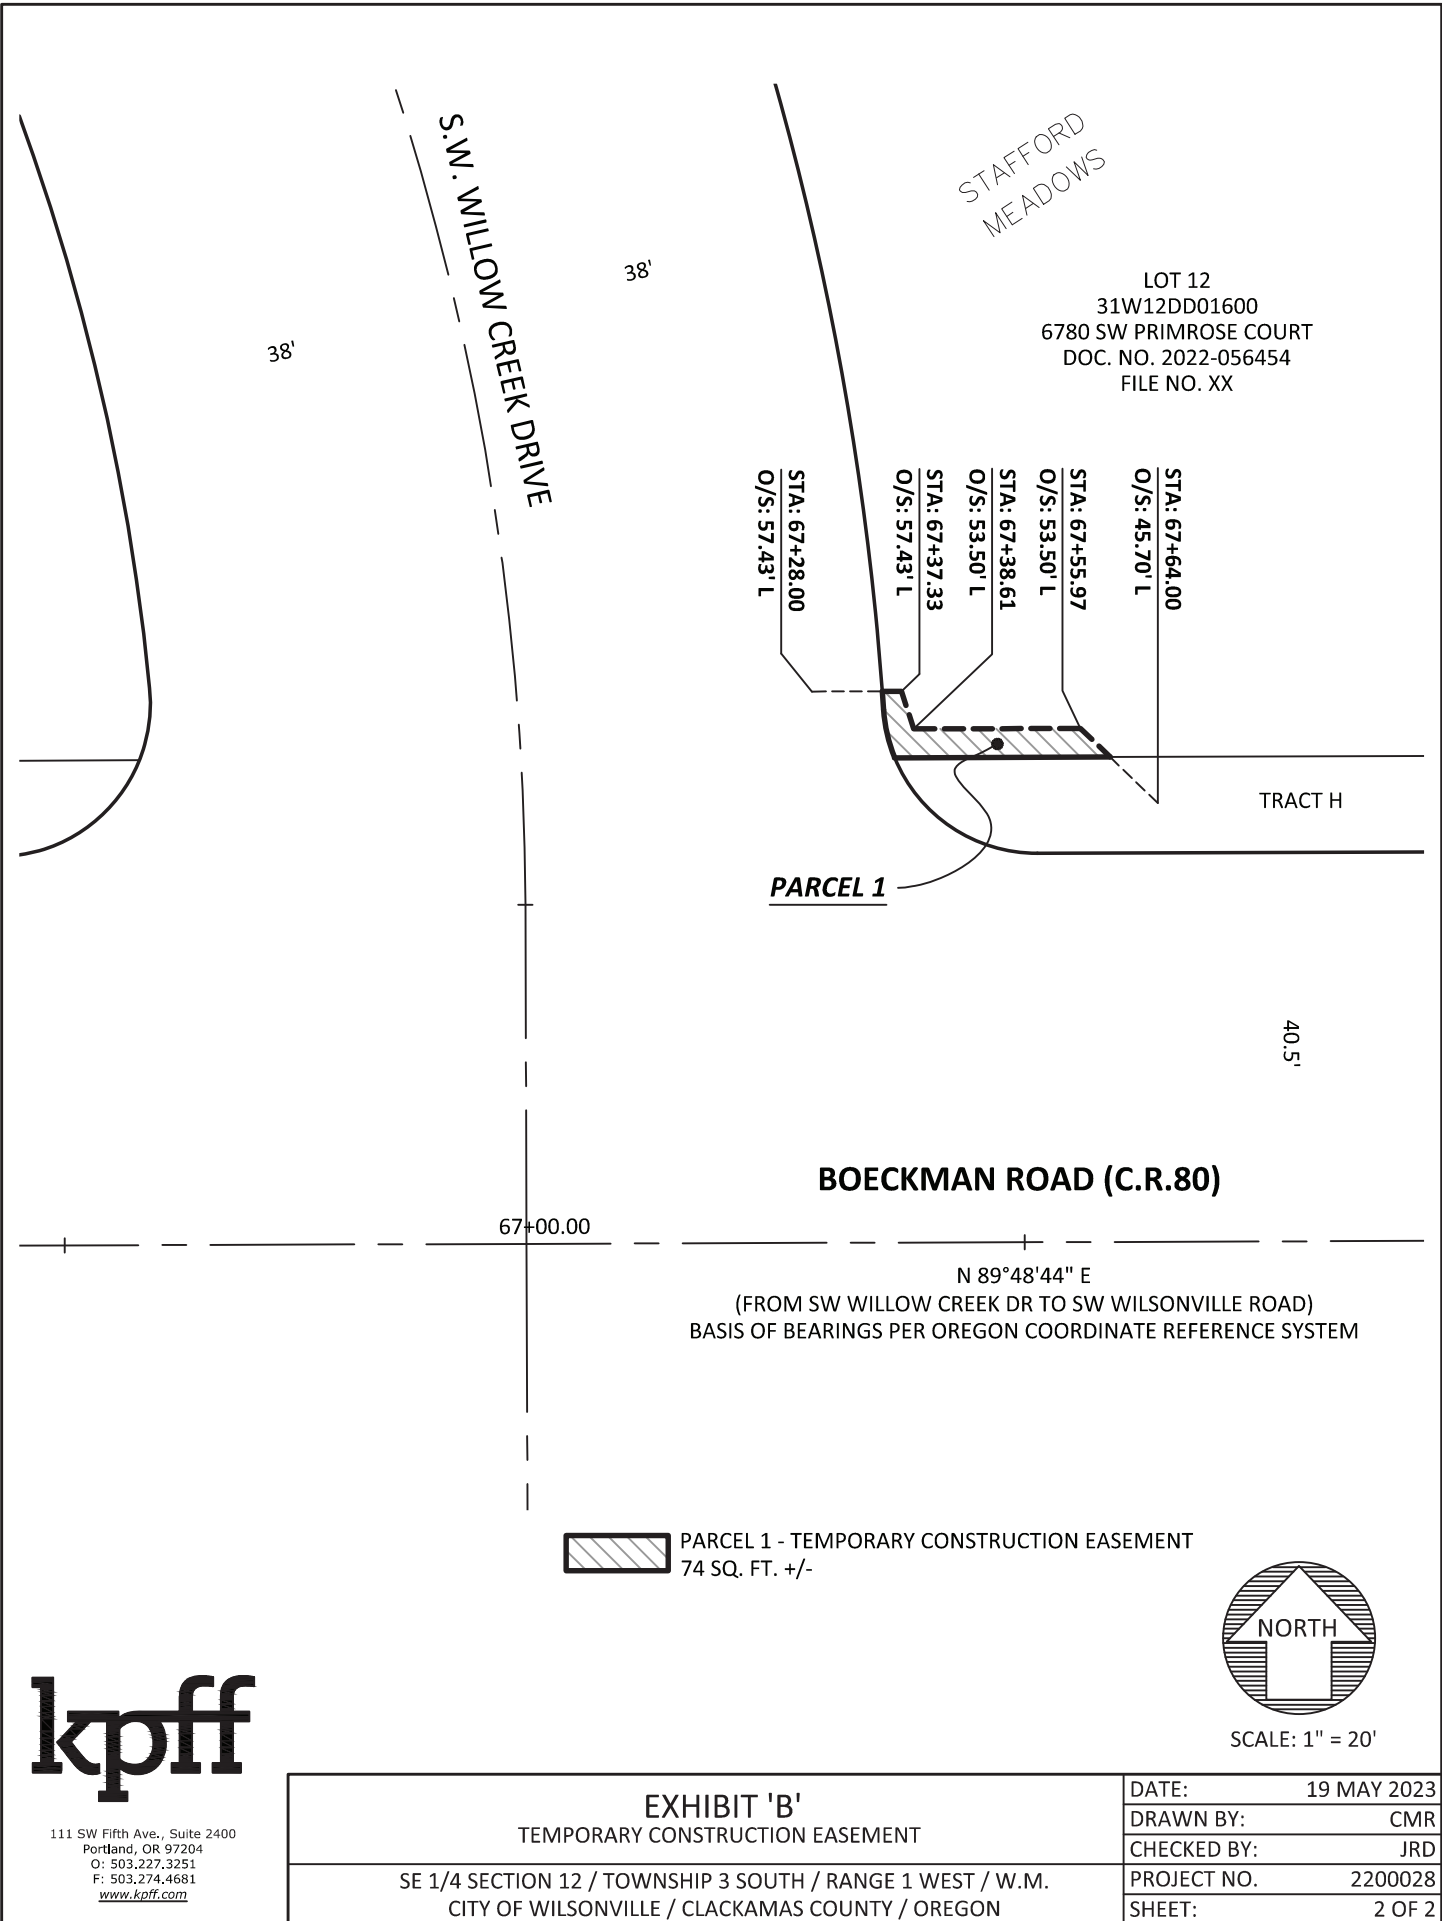 STAFFORD
MEADOWS
S.W. WILLOW CREEK DRIVE
38'
38'
LOT 12
31W12DD01600
6780 SW PRIMROSE COURT
DOC. NO. 2022-056454
FILE NO. XX
STA: 67+28.00
O/S: 57.43' L
STA: 67+37.33
O/S: 57.43' L
STA: 67+38.61
O/S: 53.50' L
STA: 67+55.97
O/S: 53.50' L
STA: 67+64.00
O/S: 45.70' L
TRACT H
PARCEL 1
40.5'
BOECKMAN ROAD (C.R.80)
67+00.00
N 89°48'44" E
(FROM SW WILLOW CREEK DR TO SW WILSONVILLE ROAD)
BASIS OF BEARINGS PER OREGON COORDINATE REFERENCE SYSTEM
PARCEL 1 - TEMPORARY CONSTRUCTION EASEMENT
74 SQ. FT. +/-
NORTH
SCALE: 1" = 20'
kpff
111 SW Fifth Ave., Suite 2400
Portland, OR 97204
O: 503.227.3251
F: 503.274.4681
www.kpff.com
EXHIBIT 'B'
TEMPORARY CONSTRUCTION EASEMENT
SE 1/4 SECTION 12 / TOWNSHIP 3 SOUTH / RANGE 1 WEST / W.M.
CITY OF WILSONVILLE / CLACKAMAS COUNTY / OREGON
DATE: 19 MAY 2023
DRAWN BY: CMR
CHECKED BY: JRD
PROJECT NO. 2200028
SHEET: 2 OF 2